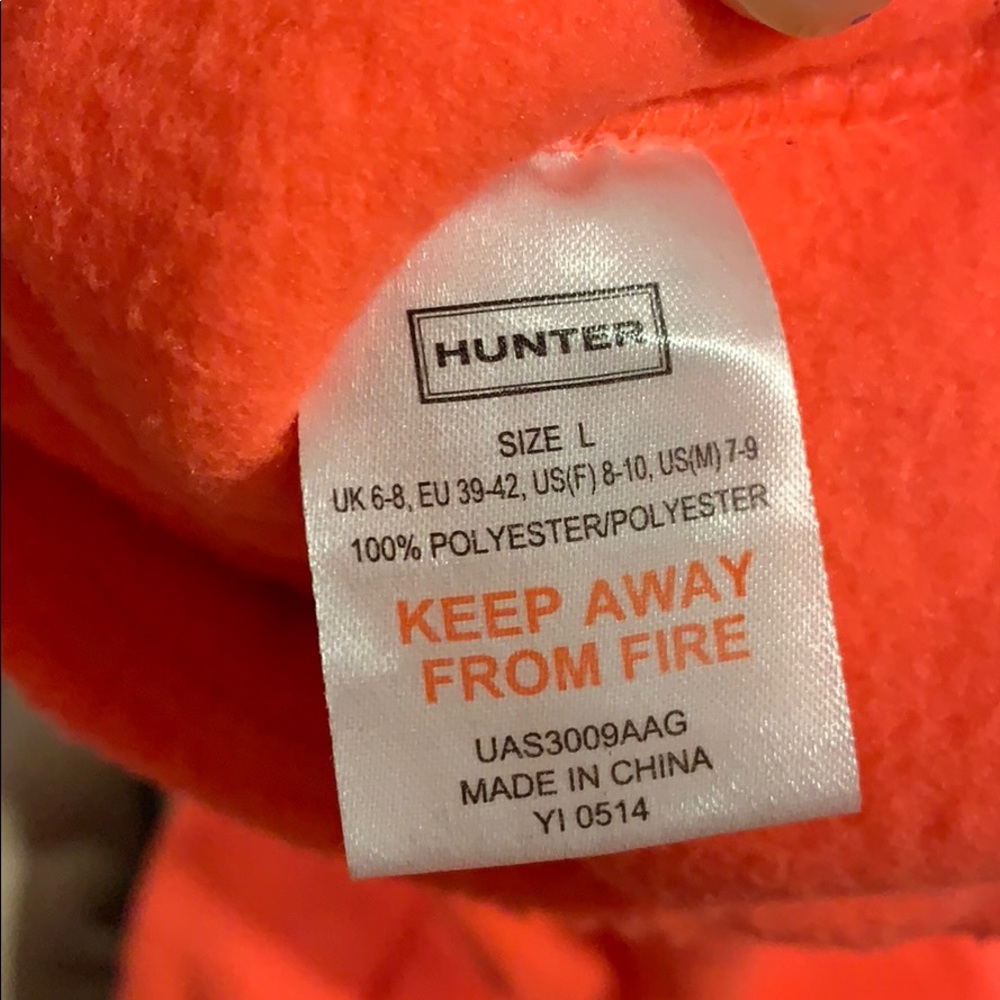 HUNTER
SIZE L
UK 6-8, EU 39-42, US(F) 8-10, US(M) 7-9
100% POLYESTER/POLYESTER
KEEP AWAY
FROM FIRE
UAS3009AAG
MADE IN CHINA
YI 0514